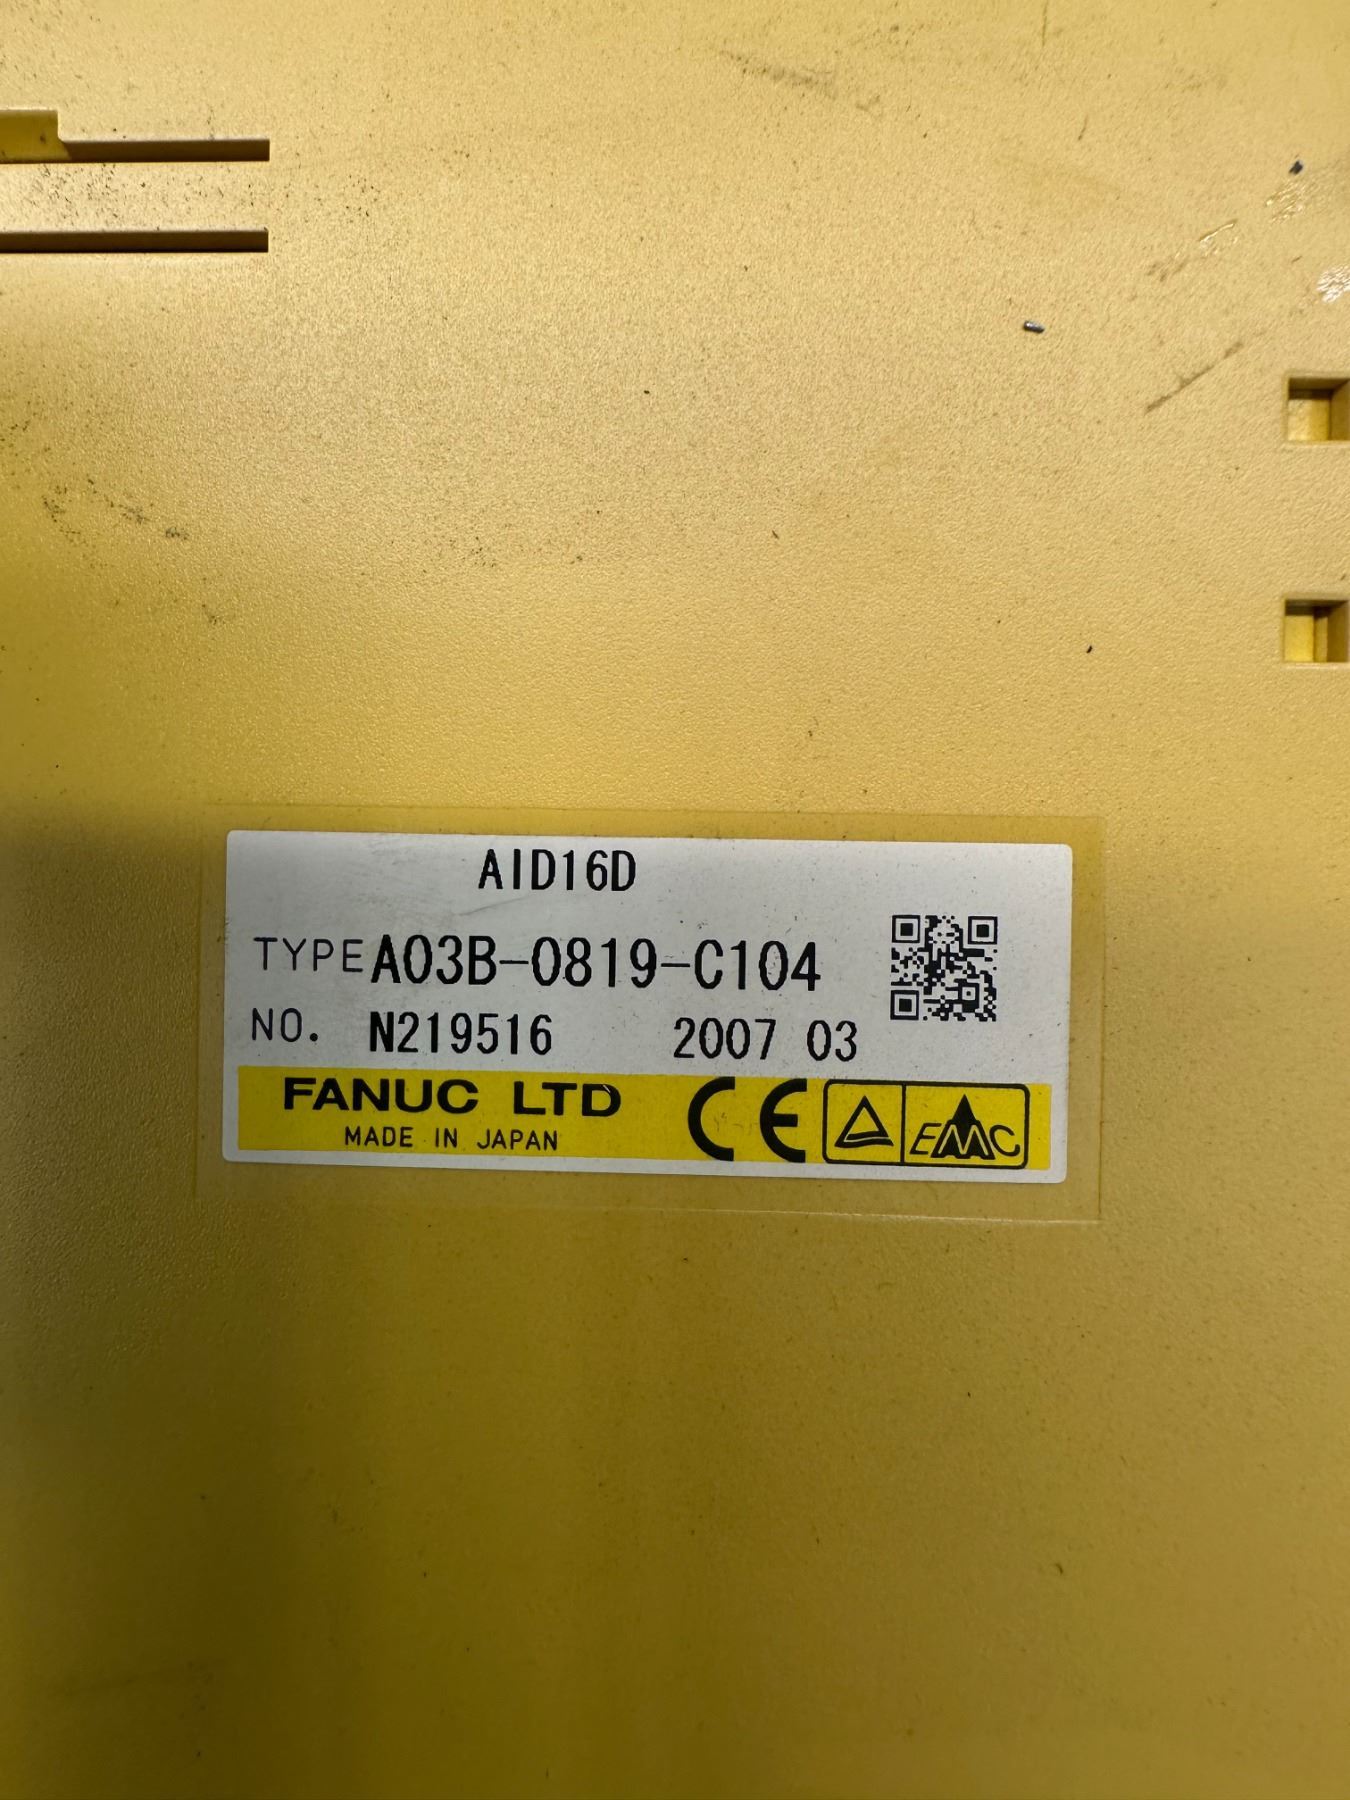 AID16D
TYPE A03B-0819-C104
NO. N219516 2007 03
FANUC LTD
MADE IN JAPAN
CE
EMC